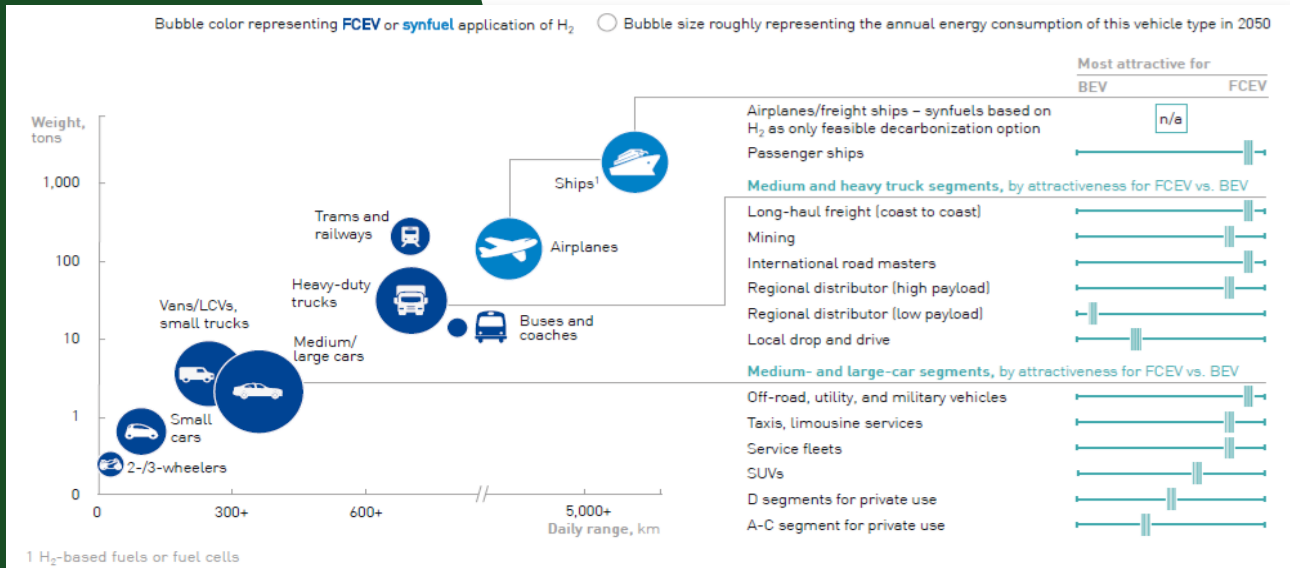 Bubble color representing FCEV or synfuel application of H₂
Bubble size roughly representing the annual energy consumption of this vehicle type in 2050
Most attractive for
BEV FCEV
Weight,
tons
1,000
100
10
1
0
0
300+
600+
5,000+
Daily range, km
Ships¹
Airplanes
Trams and
railways
Heavy-duty
trucks
Buses and
coaches
Vans/LCVs,
small trucks
Medium/
large cars
Small
cars
2-/3-wheelers
Airplanes/freight ships – synfuels based on
H₂ as only feasible decarbonization option
n/a
Passenger ships
Medium and heavy truck segments, by attractiveness for FCEV vs. BEV
Long-haul freight (coast to coast)
Mining
International road masters
Regional distributor (high payload)
Regional distributor (low payload)
Local drop and drive
Medium- and large-car segments, by attractiveness for FCEV vs. BEV
Off-road, utility, and military vehicles
Taxis, limousine services
Service fleets
SUVs
D segments for private use
A-C segment for private use
1 H₂-based fuels or fuel cells